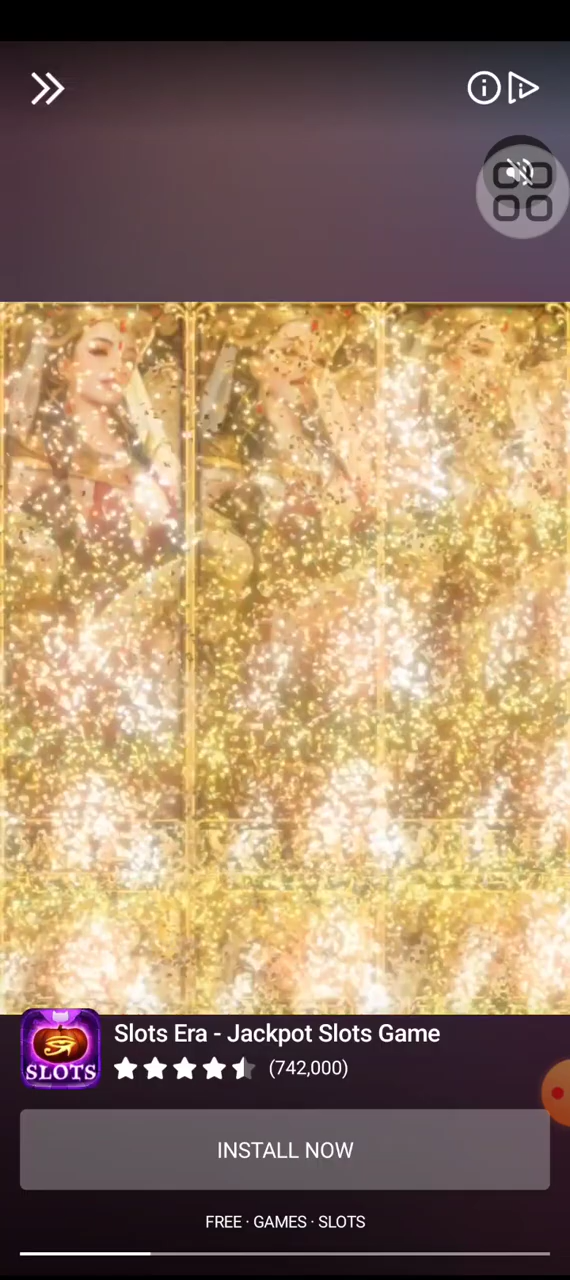 Slots Era - Jackpot Slots Game
(742,000)
SLOTS
INSTALL NOW
FREE · GAMES · SLOTS